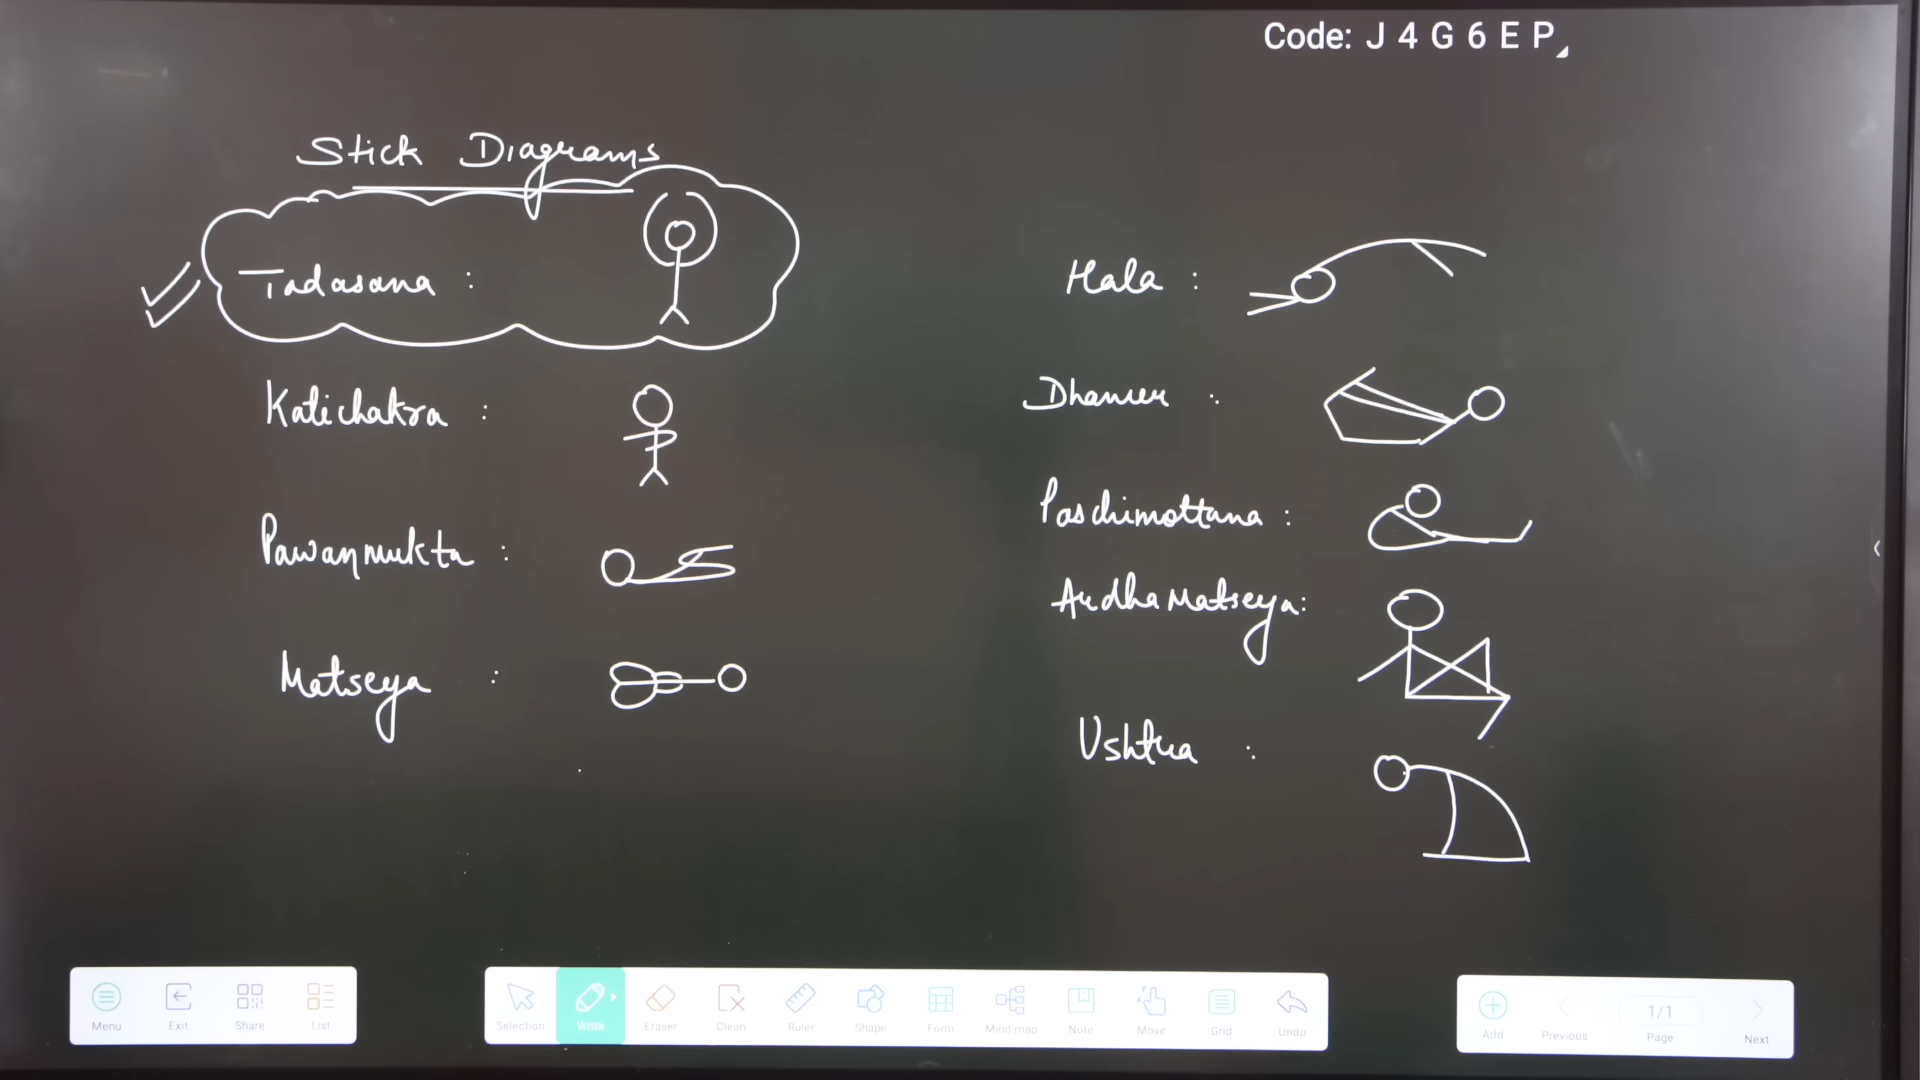 Code: J 4 G 6 E P
Stick Diagrams
Tadasana :
Katichakra :
Pawanmukta :
Matseya :
Hala :
Dhanur :
Paschimottana :
Ardha Matseya:
Ushtra :
Menu
Exit
Share
List
Selection
Write
Eraser
Clean
Ruler
Shape
Form
Mind map
Note
Move
Grid
Undo
Add
Previous
1/1
Page
Next